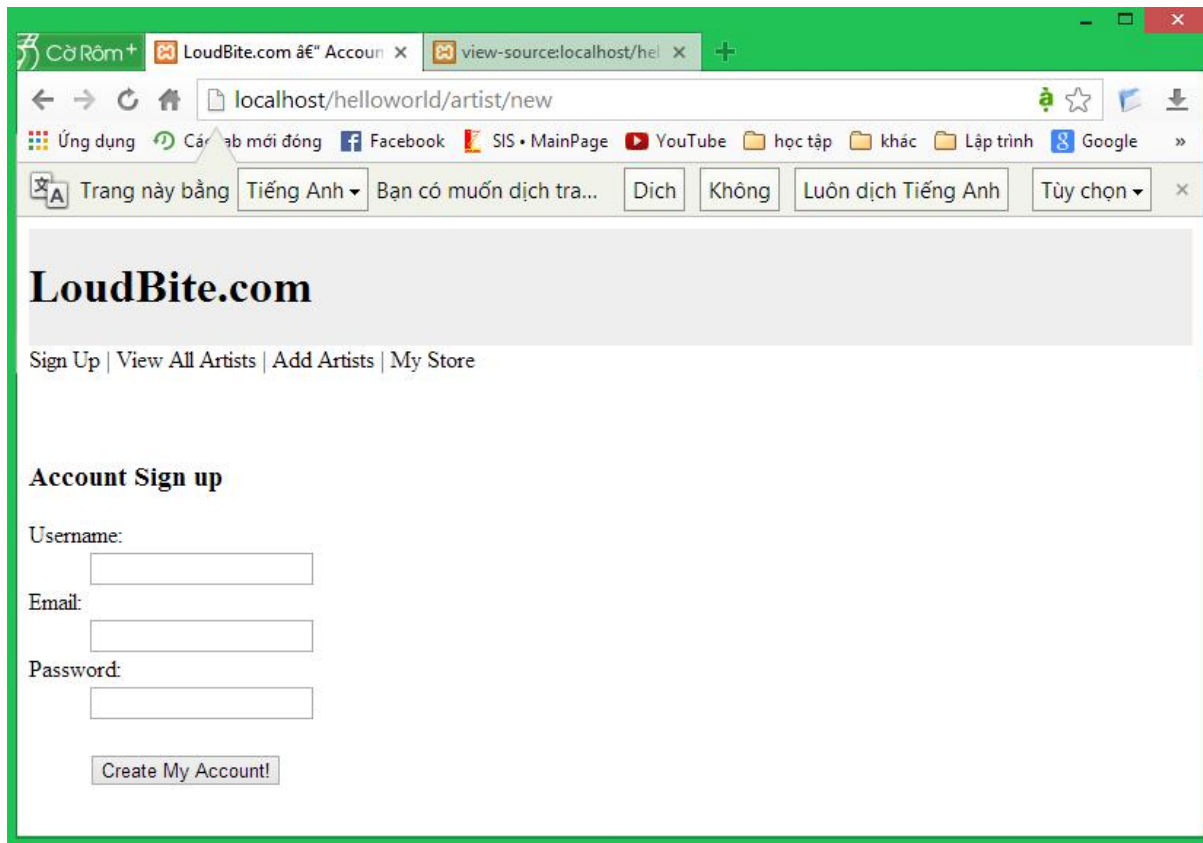 Cờ Rôm+ LoudBite.com â€“ Accoun view-source:localhost/hel
localhost/helloworld/artist/new
Ứng dụng mới đóng Facebook SIS • MainPage YouTube học tập khác Lập trình Google »
Trang này bằng Tiếng Anh Bạn có muốn dịch tra... Dịch Không Luôn dịch Tiếng Anh Tùy chọn
LoudBite.com
Sign Up | View All Artists | Add Artists | My Store
Account Sign up
Username:
Email:
Password:
Create My Account!